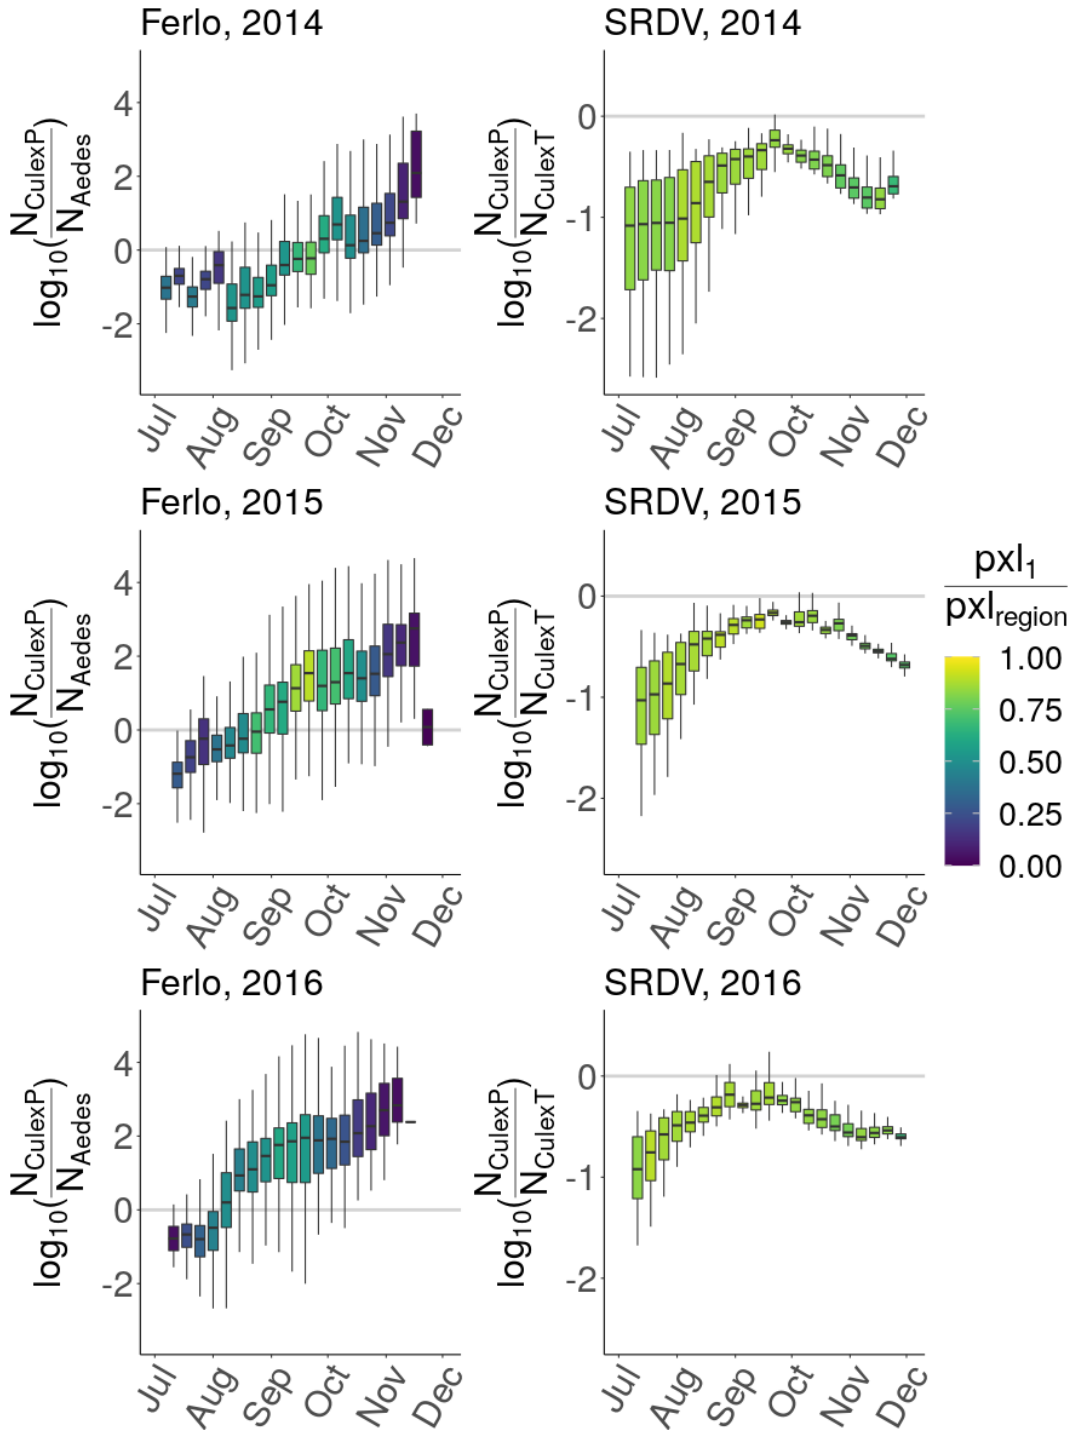 Ferlo, 2014
log10(NCulexP/NAedes)
4
2
0
-2
Jul Aug Sep Oct Nov Dec
SRDV, 2014
log10(NCulexP/NCulexT)
0
-1
-2
Jul Aug Sep Oct Nov Dec
Ferlo, 2015
log10(NCulexP/NAedes)
4
2
0
-2
Jul Aug Sep Oct Nov Dec
SRDV, 2015
log10(NCulexP/NCulexT)
0
-1
-2
Jul Aug Sep Oct Nov Dec
pxl1
pxlregion
1.00
0.75
0.50
0.25
0.00
Ferlo, 2016
log10(NCulexP/NAedes)
4
2
0
-2
Jul Aug Sep Oct Nov Dec
SRDV, 2016
log10(NCulexP/NCulexT)
0
-1
-2
Jul Aug Sep Oct Nov Dec